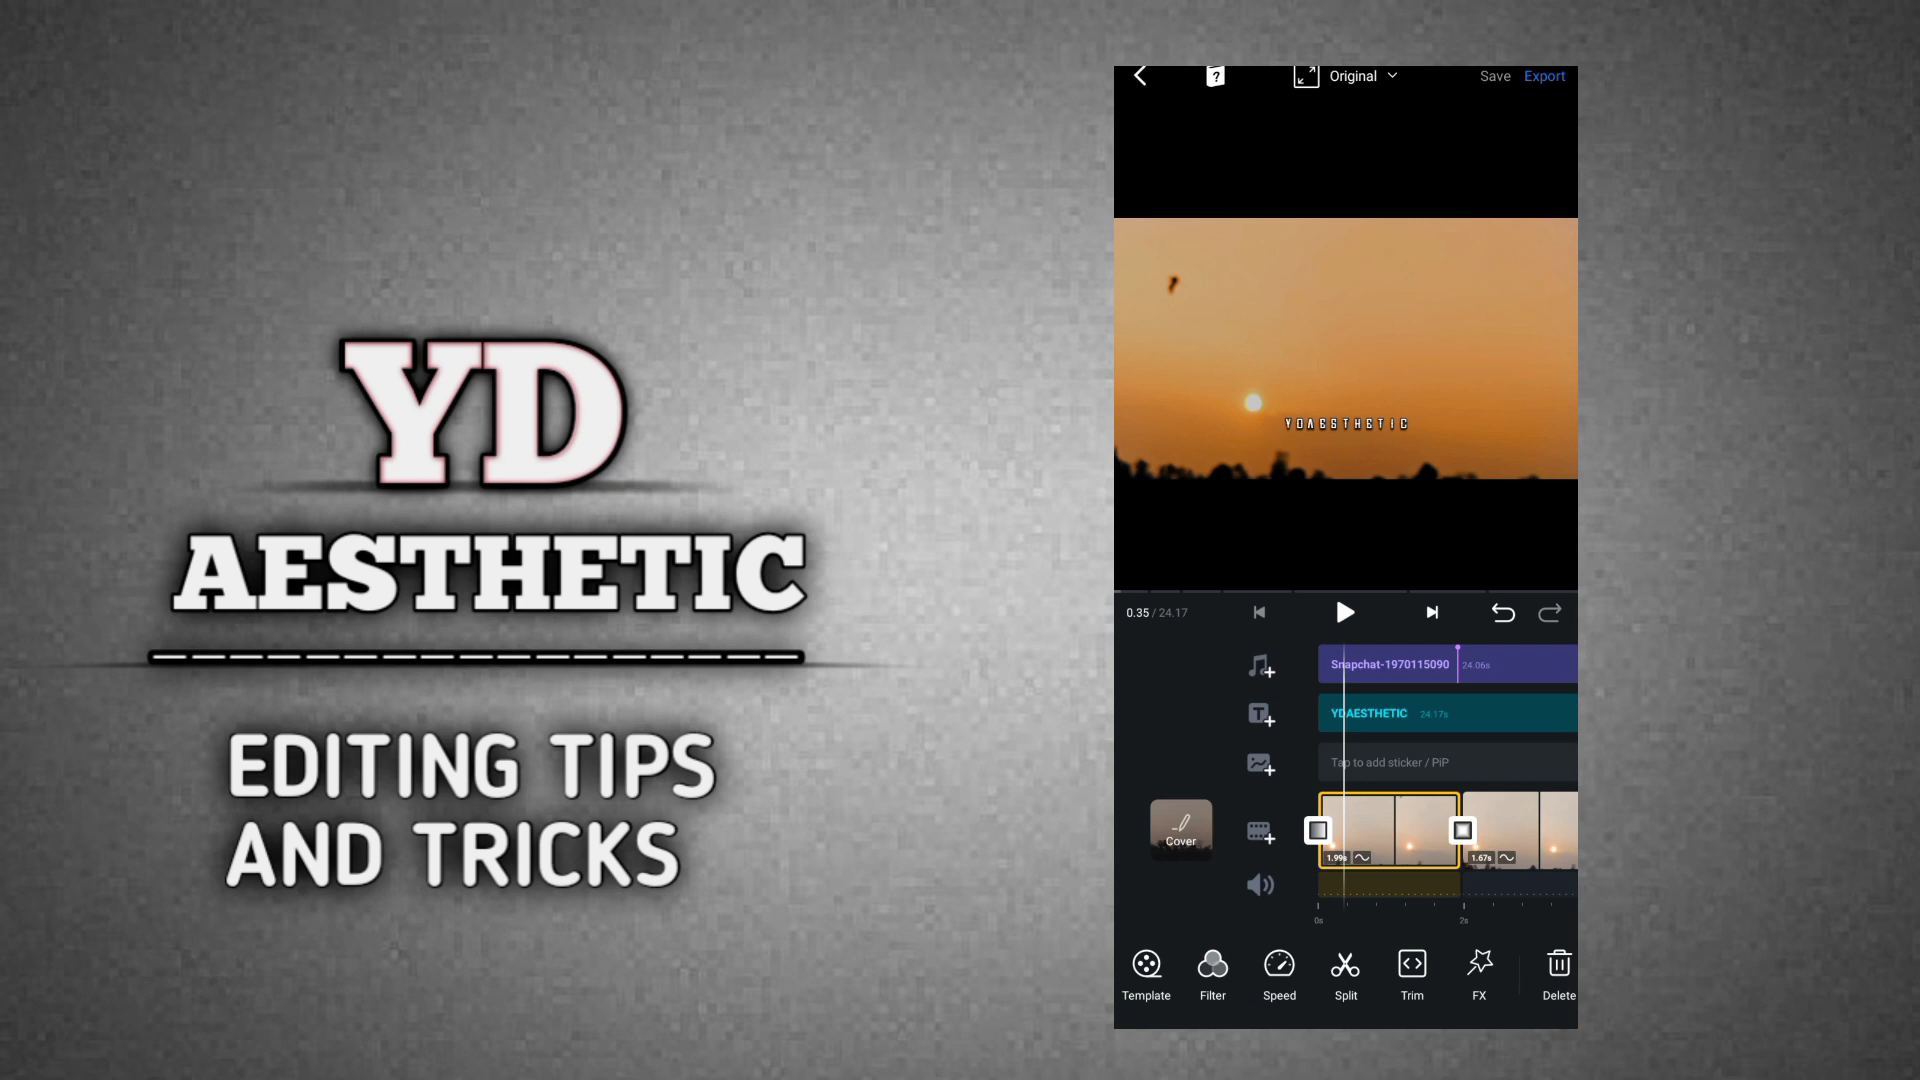 YD
AESTHETIC
EDITING TIPS
AND TRICKS
?
Original
Save Export
YDAESTHETIC
0.35 / 24.17
Snapchat-1970115090 24.06s
YDAESTHETIC 24.17s
Tap to add sticker / PiP
Cover
1.99s 1.67s
0s 2s
Template Filter Speed Split Trim FX Delete